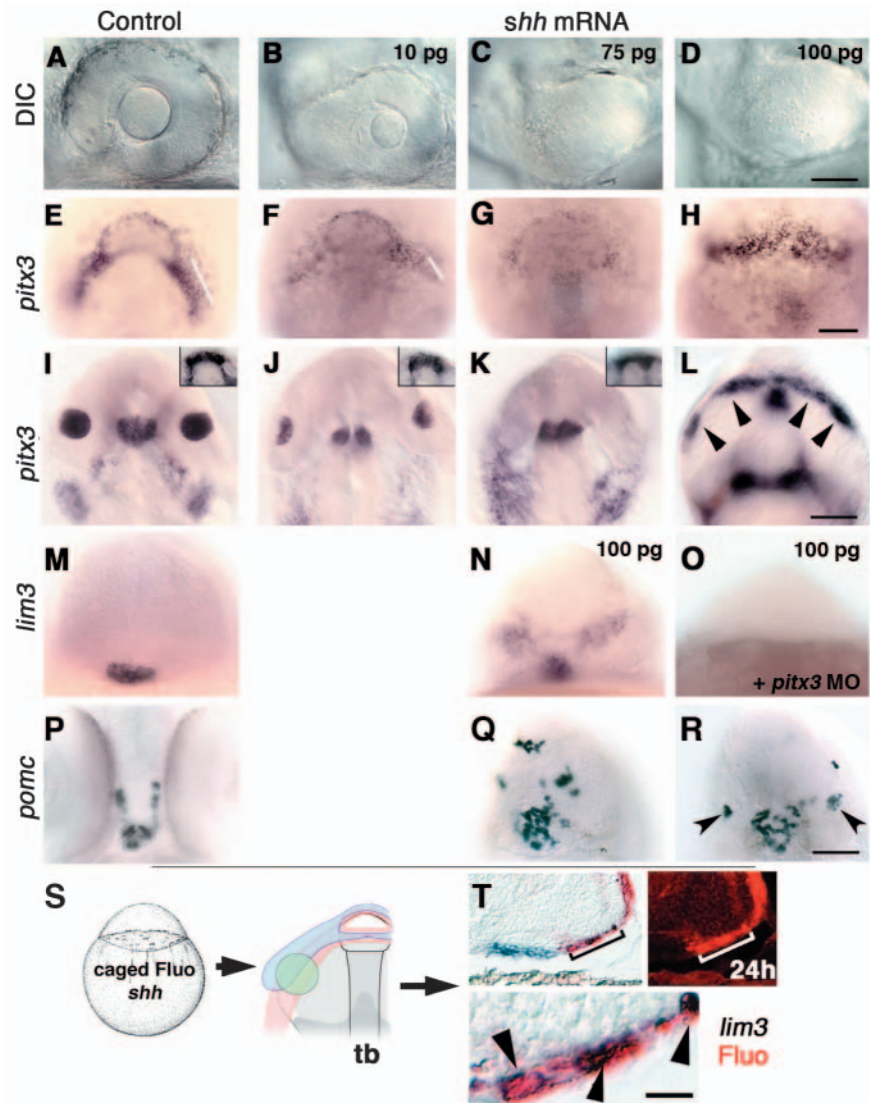 Control
shh mRNA
DIC
A
B
10 pg
C
75 pg
D
100 pg
pitx3
E
F
G
H
pitx3
I
J
K
L
lim3
M
N
100 pg
O
100 pg
+ pitx3 MO
pomc
P
Q
R
S
caged Fluo
shh
tb
T
24h
lim3
Fluo